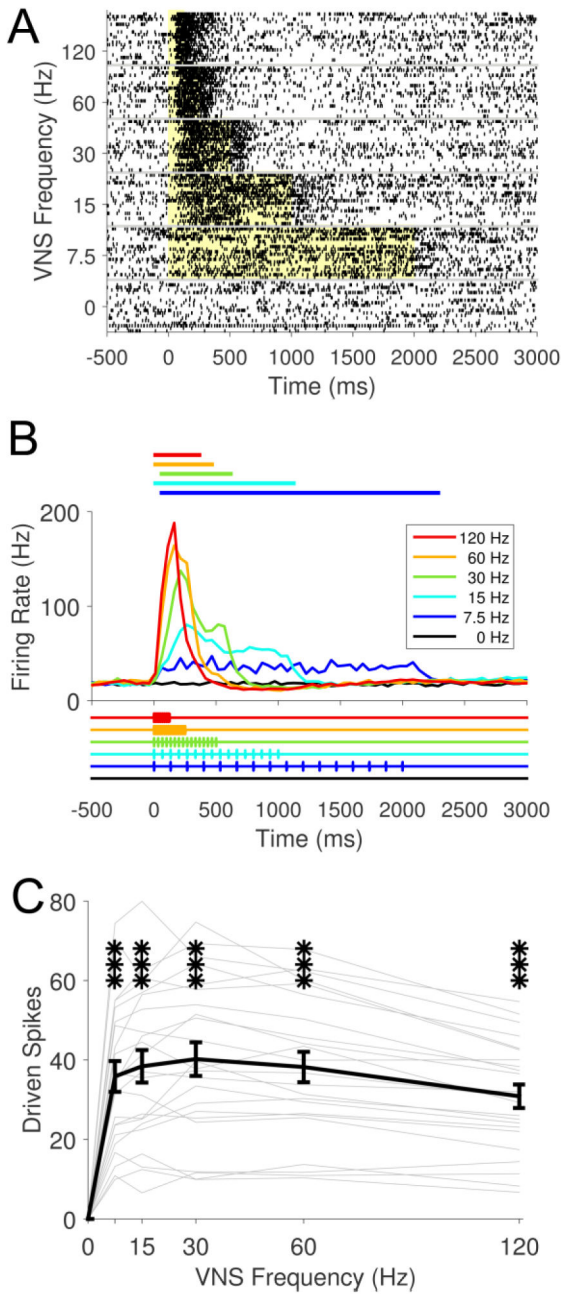 A
VNS Frequency (Hz)
120
60
30
15
7.5
0
-500 0 500 1000 1500 2000 2500 3000
Time (ms)
B
Firing Rate (Hz)
200
100
0
120 Hz
60 Hz
30 Hz
15 Hz
7.5 Hz
0 Hz
-500 0 500 1000 1500 2000 2500 3000
Time (ms)
C
Driven Spikes
80
60
40
20
0
0 15 30 60 120
VNS Frequency (Hz)